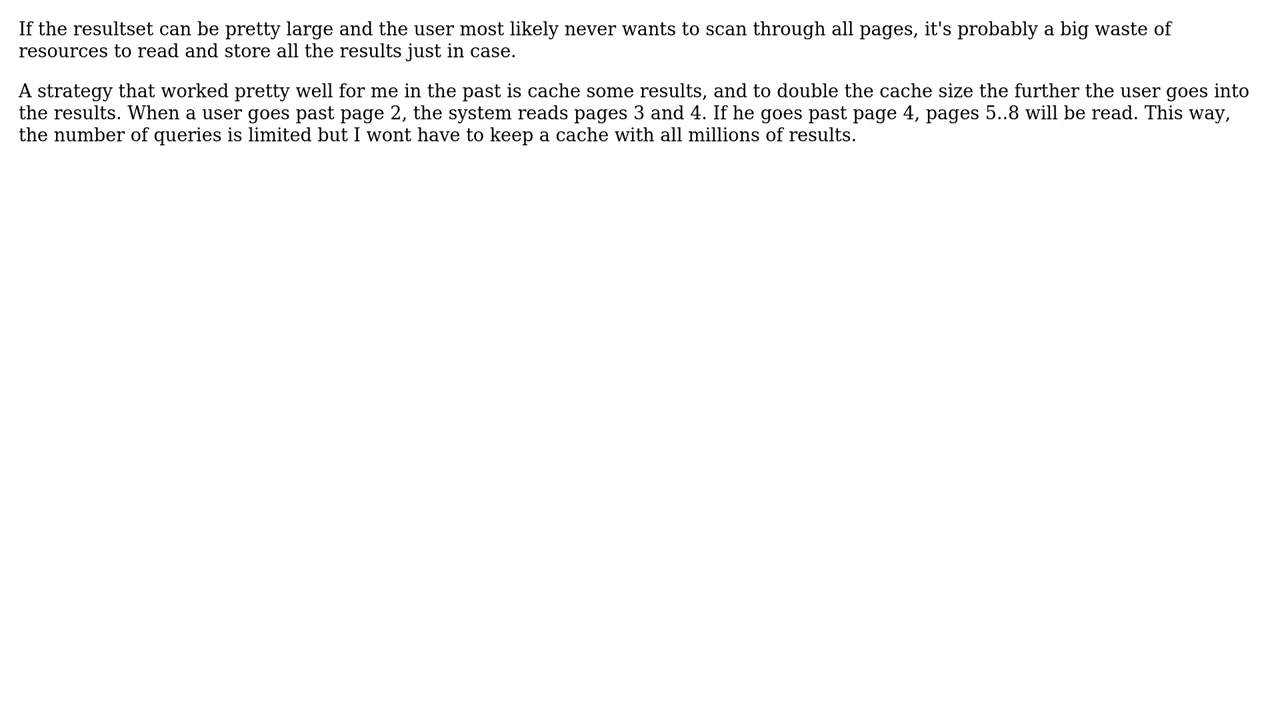 If the resultset can be pretty large and the user most likely never wants to scan through all pages, it's probably a big waste of
resources to read and store all the results just in case.
A strategy that worked pretty well for me in the past is cache some results, and to double the cache size the further the user goes into
the results. When a user goes past page 2, the system reads pages 3 and 4. If he goes past page 4, pages 5..8 will be read. This way,
the number of queries is limited but I wont have to keep a cache with all millions of results.